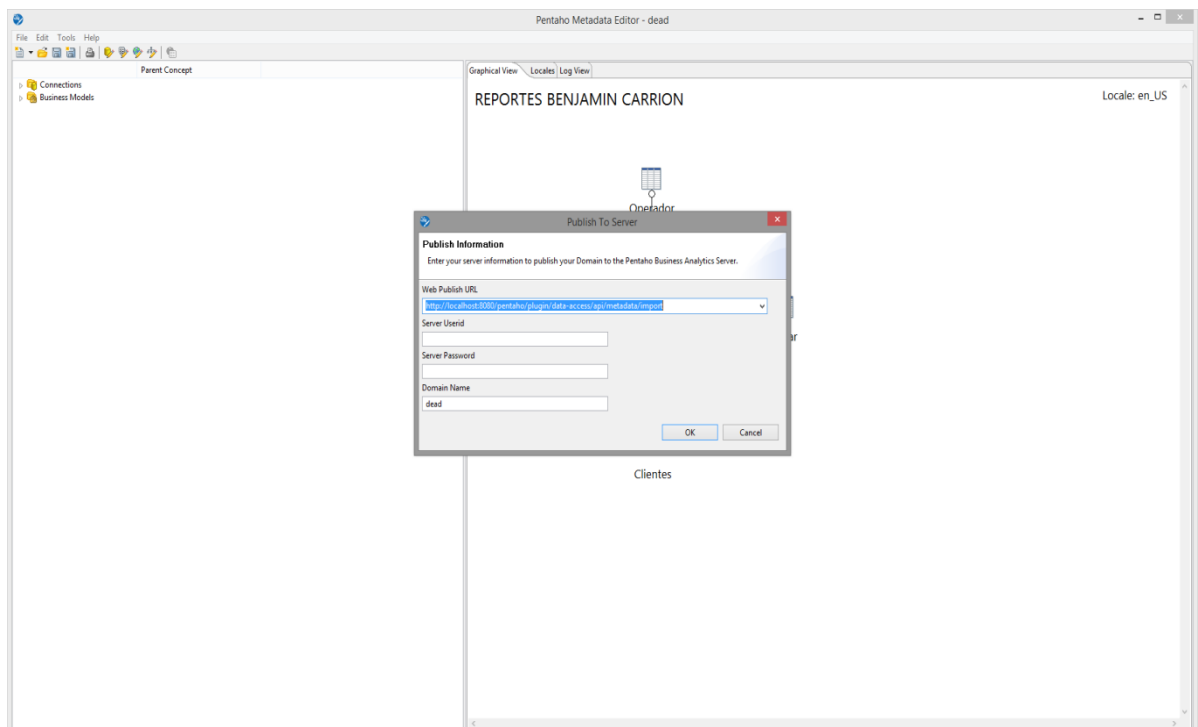 Pentaho Metadata Editor - dead
File Edit Tools Help
Parent Concept
Connections
Business Models
Graphical View Locales Log View
REPORTES BENJAMIN CARRION
Locale: en_US
Operador
Publish To Server
Publish Information
Enter your server information to publish your Domain to the Pentaho Business Analytics Server.
Web Publish URL
http://localhost:8080/pentaho/plugin/data-access/api/metadata/import
Server Userid
Server Password
Domain Name
dead
OK Cancel
ar
Clientes